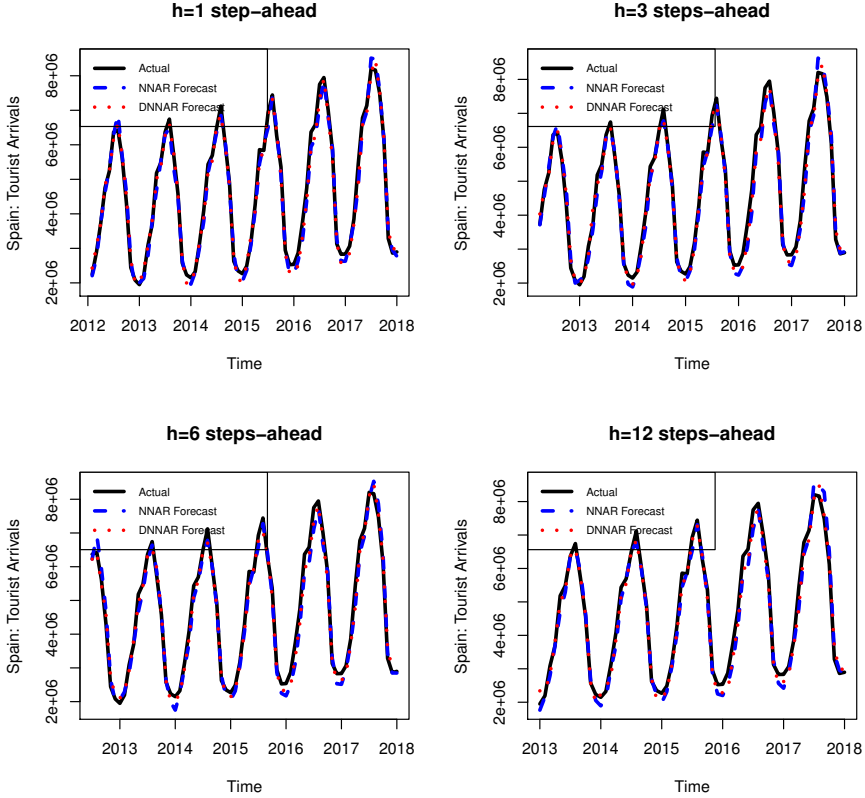 h=1 step−ahead
Spain: Tourist Arrivals
8e+06
6e+06
4e+06
2e+06
Actual
NNAR Forecast
DNNAR Forecast
2012 2013 2014 2015 2016 2017 2018
Time
h=3 steps−ahead
Spain: Tourist Arrivals
8e+06
6e+06
4e+06
2e+06
Actual
NNAR Forecast
DNNAR Forecast
2013 2014 2015 2016 2017 2018
Time
h=6 steps−ahead
Spain: Tourist Arrivals
8e+06
6e+06
4e+06
2e+06
Actual
NNAR Forecast
DNNAR Forecast
2013 2014 2015 2016 2017 2018
Time
h=12 steps−ahead
Spain: Tourist Arrivals
8e+06
6e+06
4e+06
2e+06
Actual
NNAR Forecast
DNNAR Forecast
2013 2014 2015 2016 2017 2018
Time